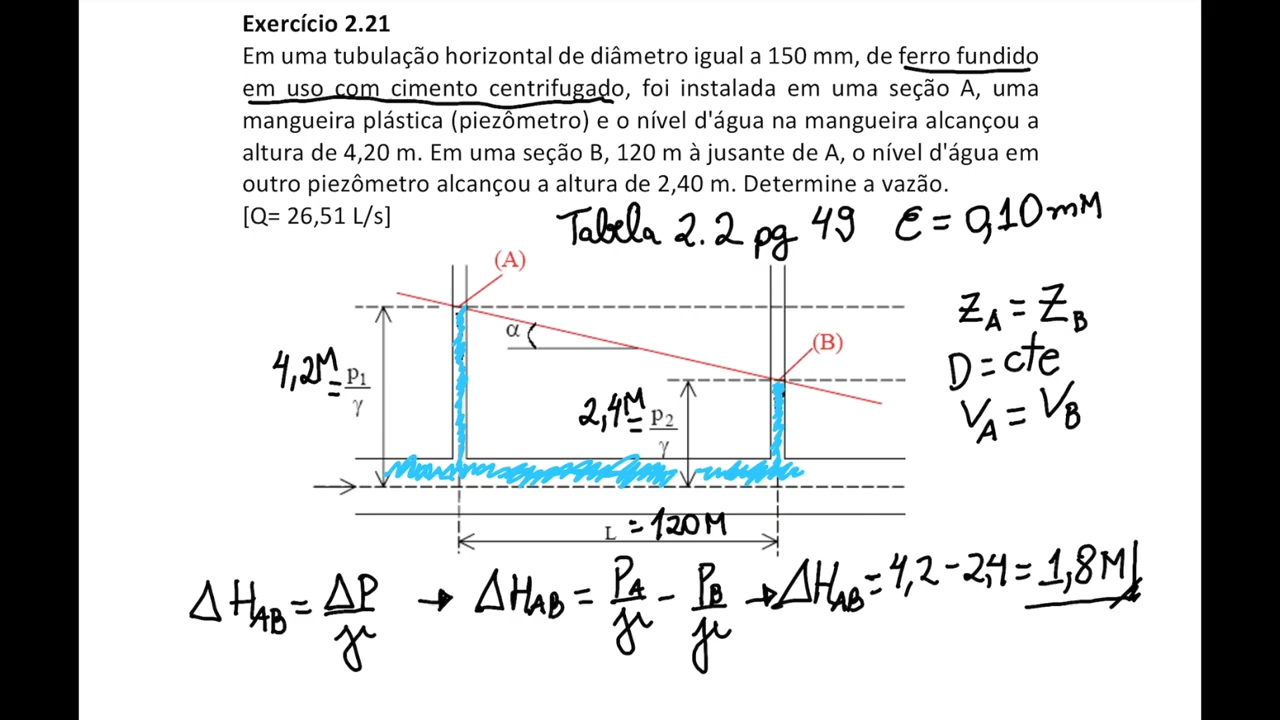 Exercício 2.21
Em uma tubulação horizontal de diâmetro igual a 150 mm, de ferro fundido
em uso com cimento centrifugado, foi instalada em uma seção A, uma
mangueira plástica (piezômetro) e o nível d'água na mangueira alcançou a
altura de 4,20 m. Em uma seção B, 120 m à jusante de A, o nível d'água em
outro piezômetro alcançou a altura de 2,40 m. Determine a vazão.
[Q= 26,51 L/s]
Tabela 2.2 pg 49 ε = 0,10 mM
(A)
α
(B)
4,2M p1/γ
2,4M p2/γ
L = 120M
ZA = ZB
D = cte
VA = VB
ΔHAB = ΔP/γ → ΔHAB = PA/γ - PB/γ → ΔHAB = 4,2 - 2,4 = 1,8M